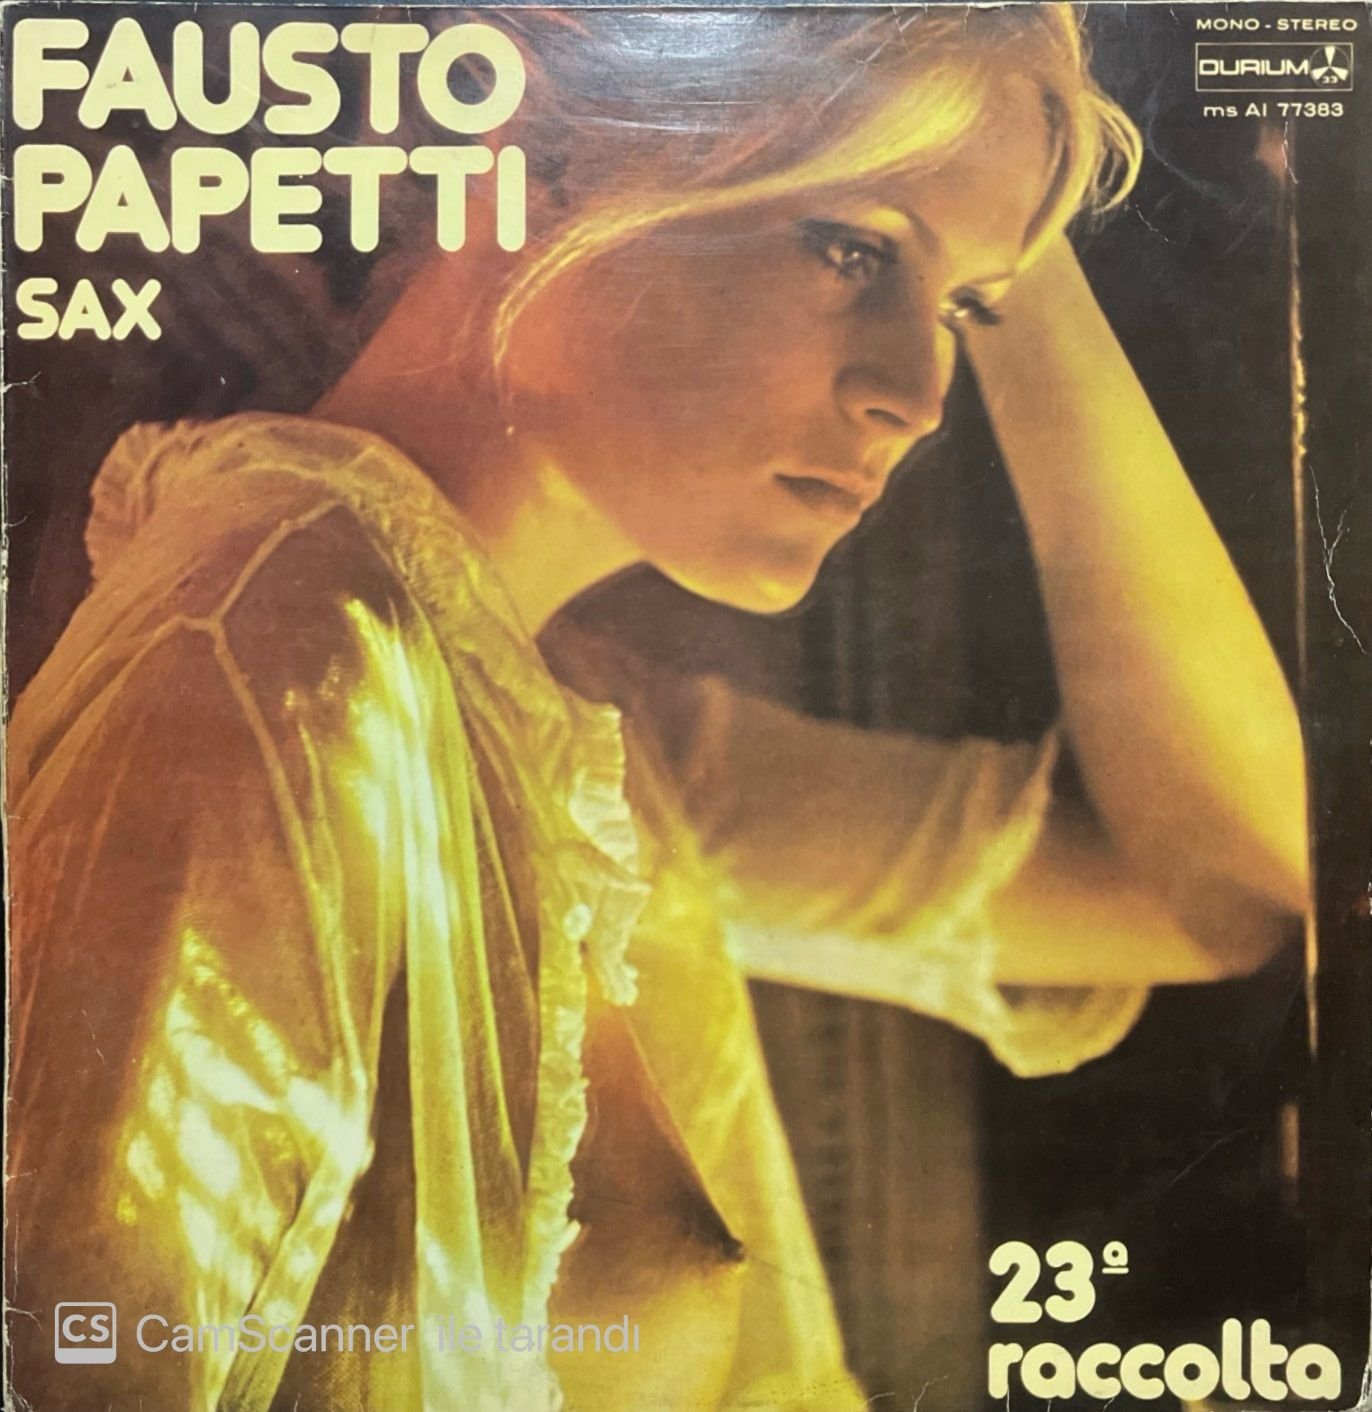 FAUSTO
PAPETTI
SAX
MONO - STEREO
DURIUM
33
ms AI 77383
23ª
raccolta
CS CamScanner ile tarandı